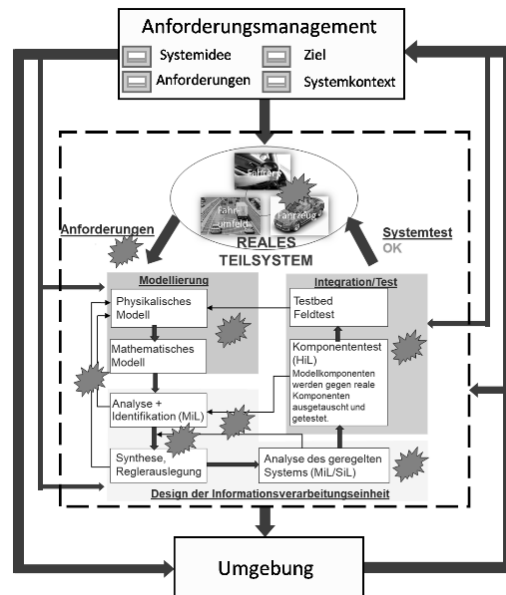 Anforderungsmanagement
Systemidee
Ziel
Anforderungen
Systemkontext
Fahrer
Fahr-
umfeld
Fahrzeug
REALES
TEILSYSTEM
Anforderungen
Systemtest
OK
Modellierung
Physikalisches
Modell
Mathematisches
Modell
Analyse +
Identifikation (MiL)
Synthese,
Reglerauslegung
Integration/Test
Testbed
Feldtest
Komponententest
(HiL)
Modellkomponenten
werden gegen reale
Komponenten
ausgetauscht und
getestet.
Analyse des geregelten
Systems (MiL/SiL)
Design der Informationsverarbeitungseinheit
Umgebung